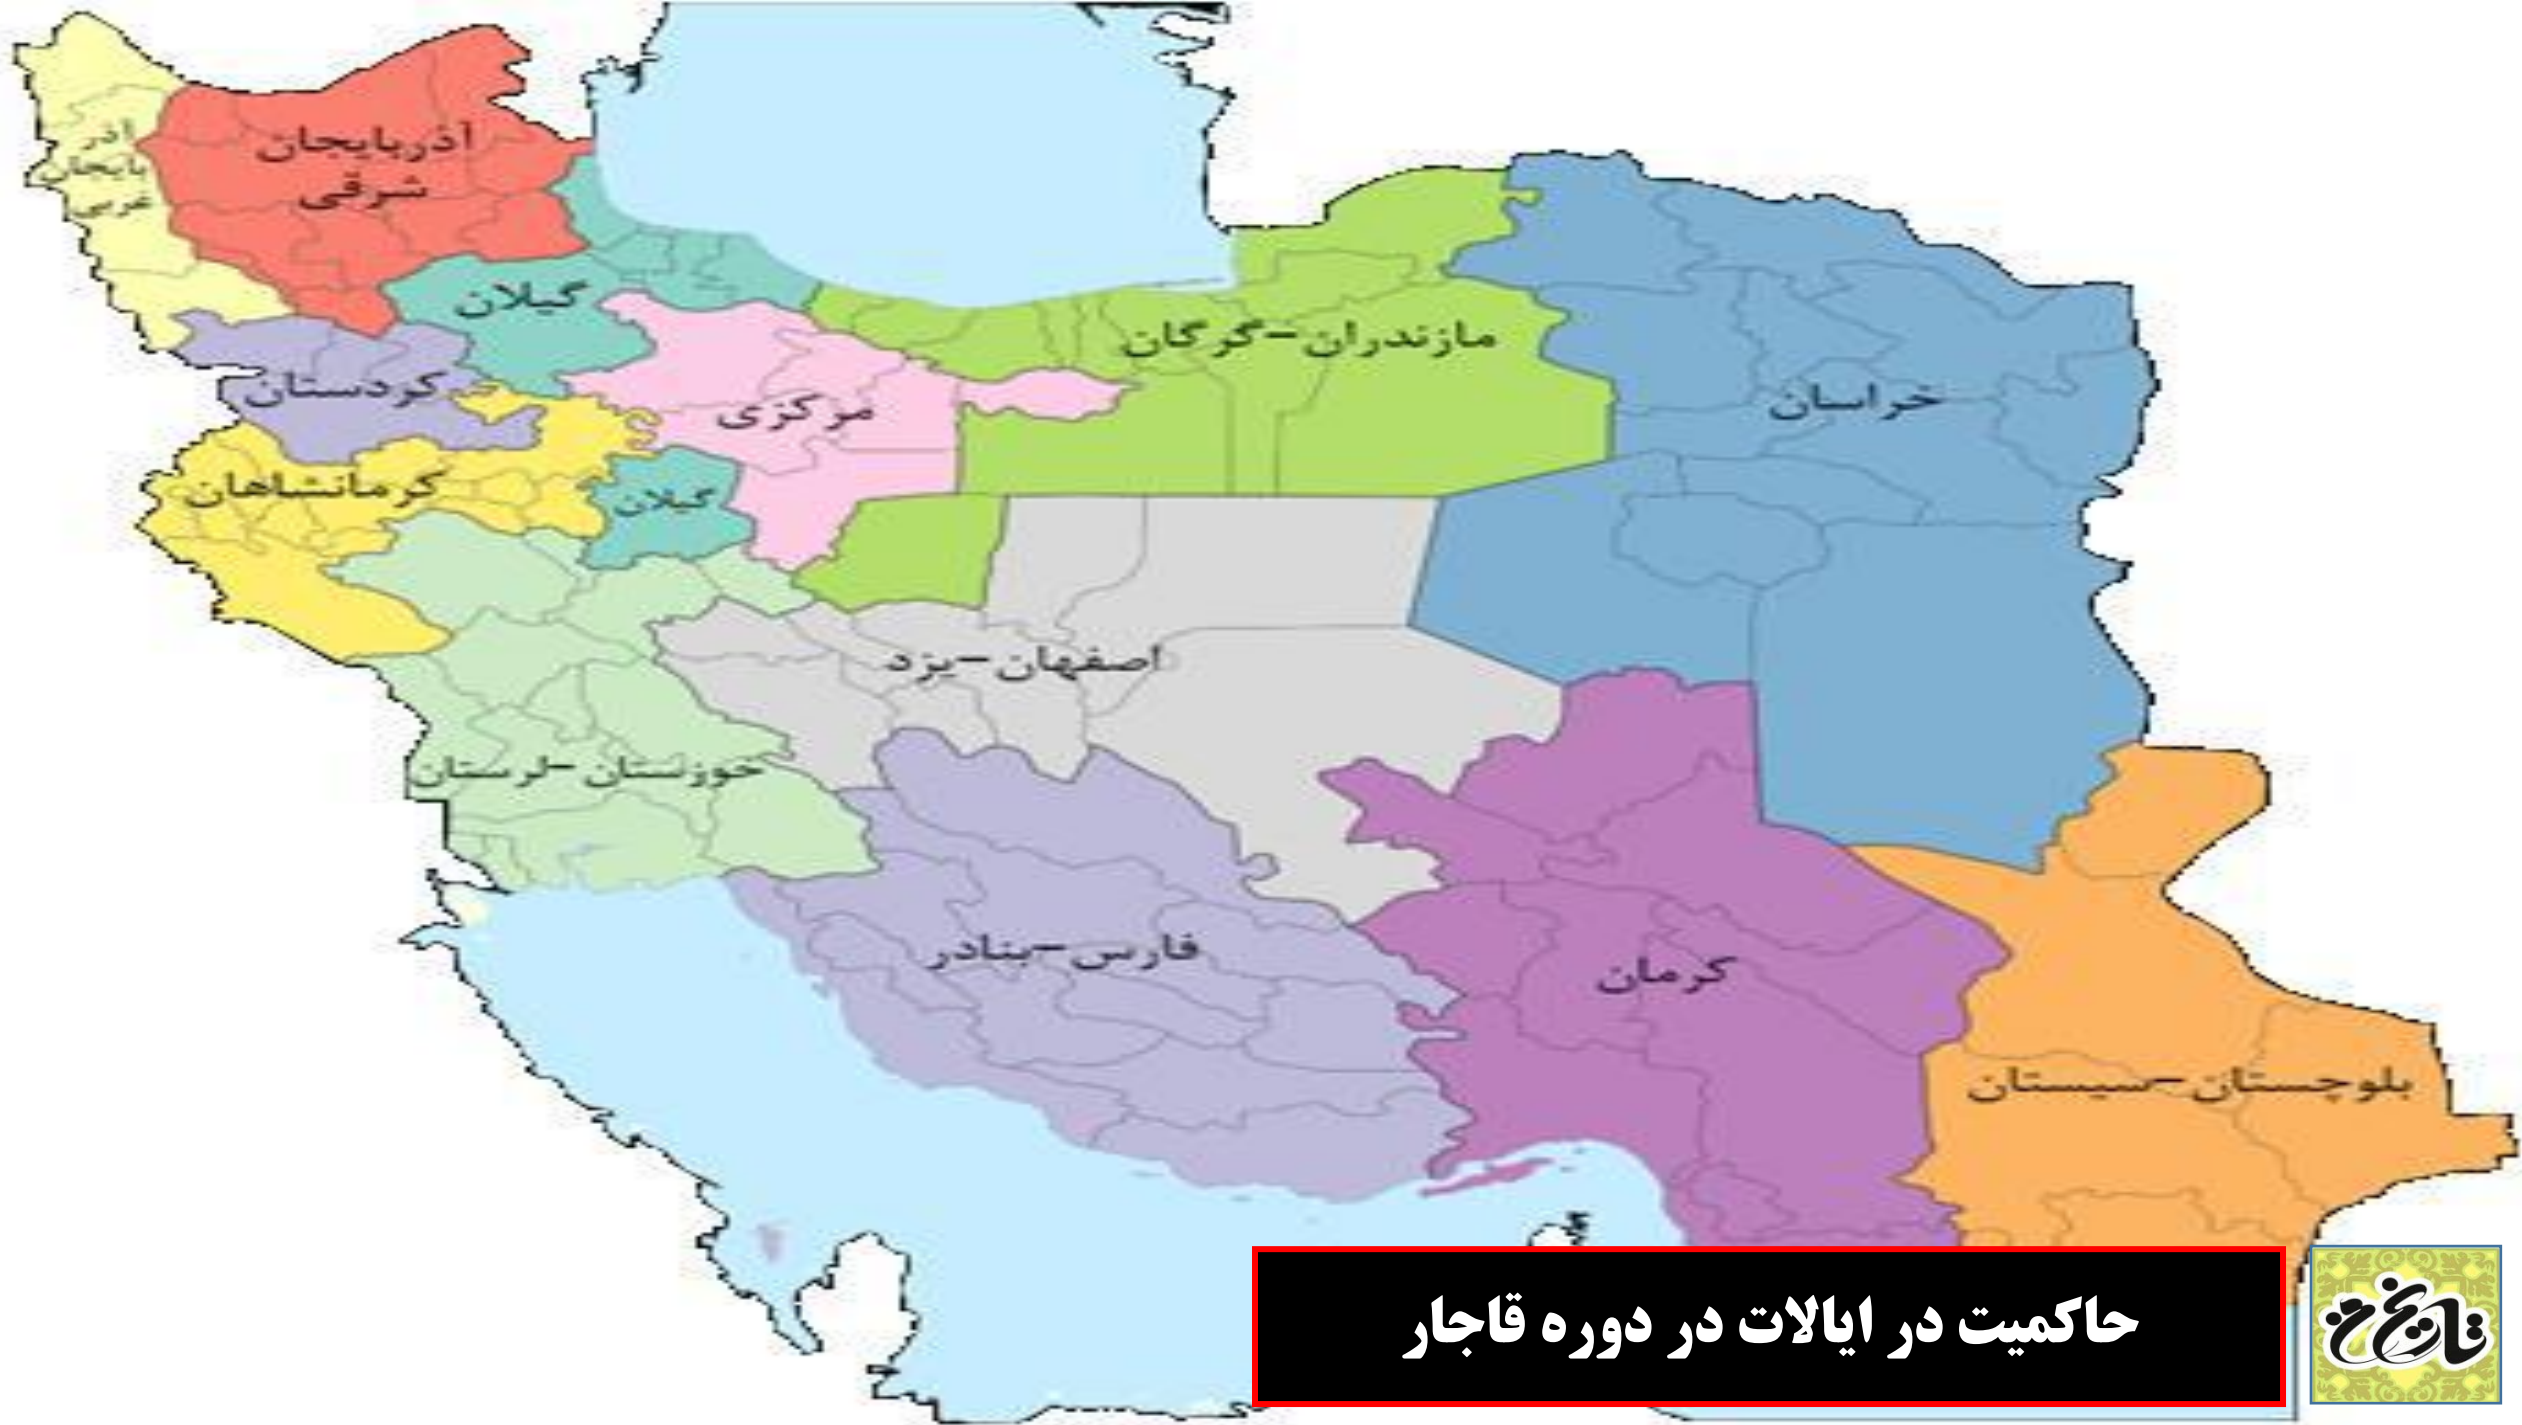 آذر
بایجان
غربی
آذربایجان
شرقی
گیلان
مازندران-گرگان
کردستان
مرکزی
خراسان
کرمانشاهان
گیلان
اصفهان-یزد
خوزستان-لرستان
فارس-بنادر
کرمان
بلوچستان-سیستان
حاکمیت در ایالات در دوره قاجار